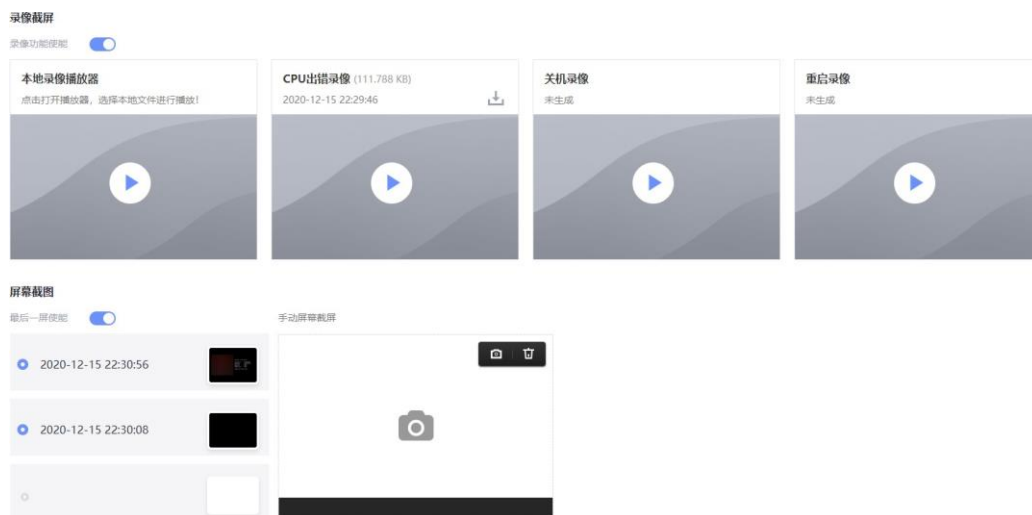 录像截屏
录像功能使能
本地录像播放器
点击打开播放器，选择本地文件进行播放！
CPU出错录像 (111.788 KB)
2020-12-15 22:29:46
关机录像
未生成
重启录像
未生成
屏幕截图
最后一屏使能
手动屏幕截屏
2020-12-15 22:30:56
2020-12-15 22:30:08